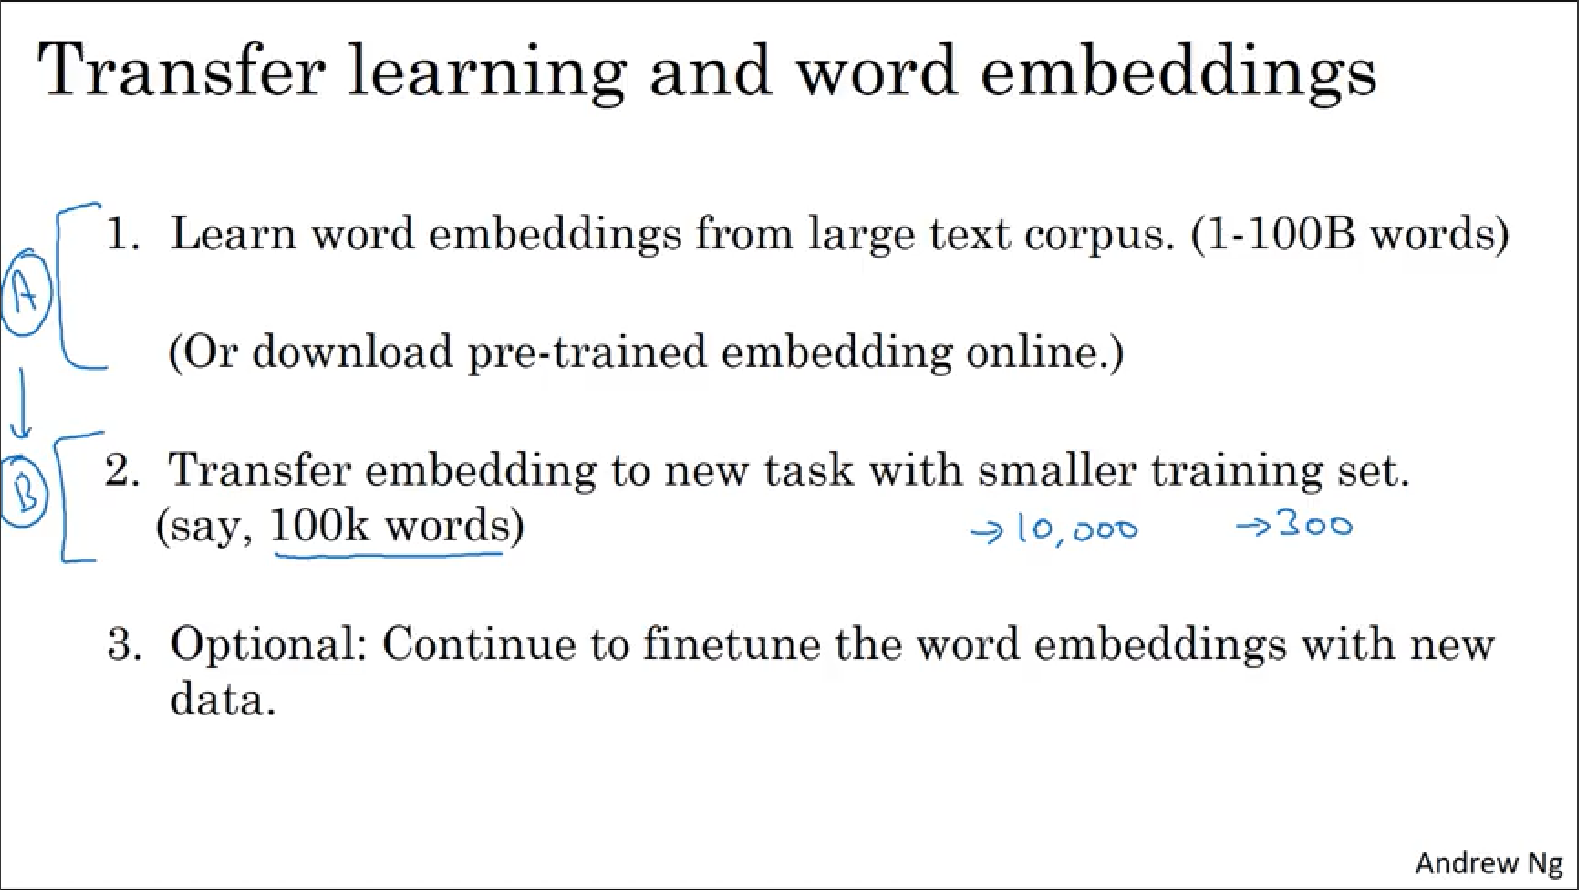 Transfer learning and word embeddings
A
1. Learn word embeddings from large text corpus. (1-100B words)
(Or download pre-trained embedding online.)
B
2. Transfer embedding to new task with smaller training set.
(say, 100k words) →10,000 →300
3. Optional: Continue to finetune the word embeddings with new
data.
Andrew Ng